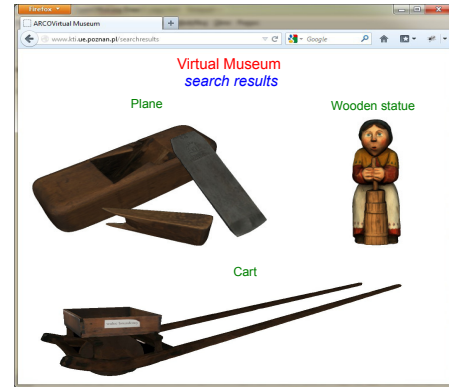 Firefox
ARCOVirtual Museum
www.kti.ue.poznan.pl/searchresults
Google
Virtual Museum
search results
Plane
Wooden statue
Cart